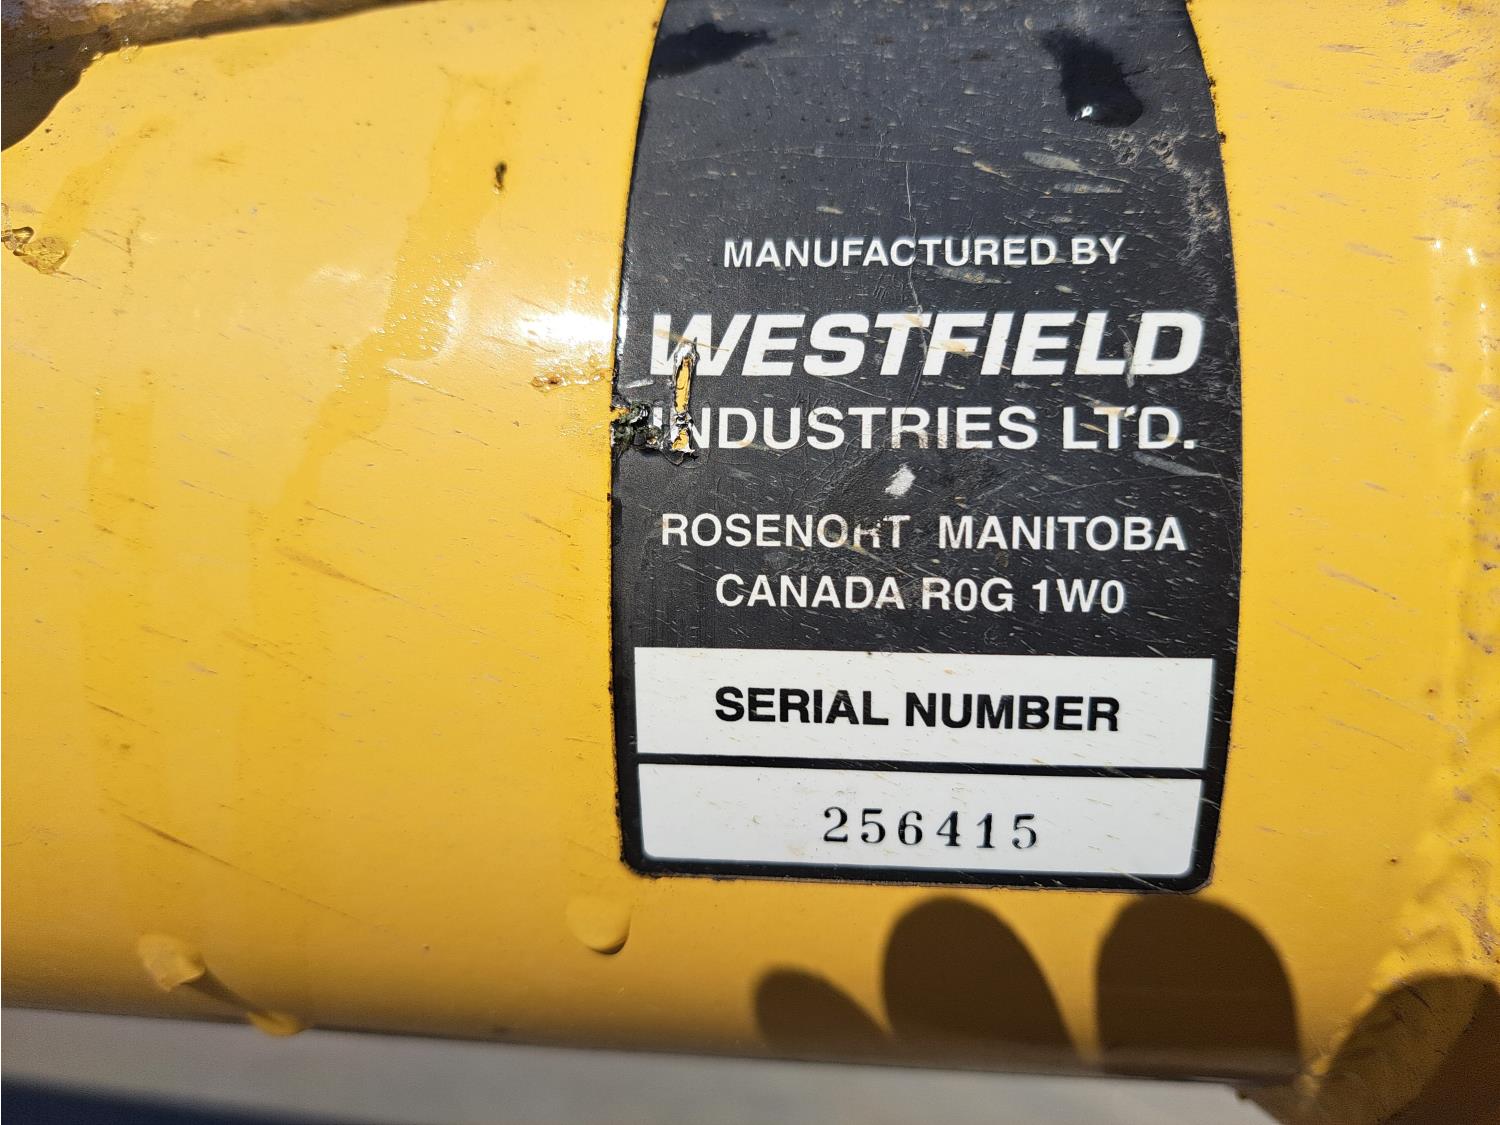 MANUFACTURED BY
WESTFIELD
INDUSTRIES LTD.
ROSENORT MANITOBA
CANADA R0G 1W0
SERIAL NUMBER
256415